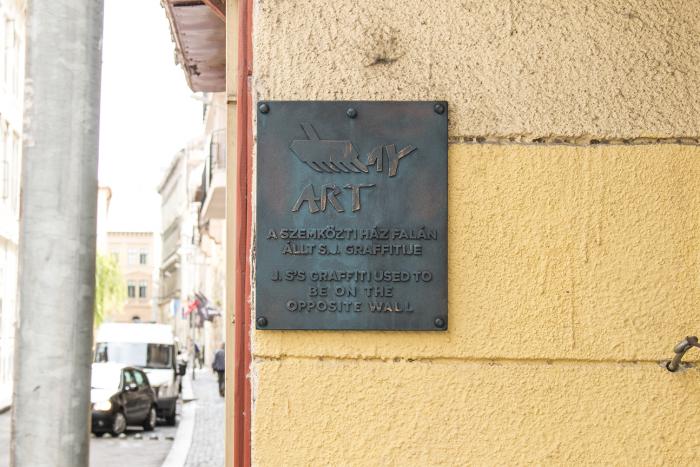 MY
ART
A SZEMKÖZTI HÁZ FALÁN
ÁLLT S.J. GRAFFITIJE
J. S'S GRAFFITI USED TO
BE ON THE
OPPOSITE WALL